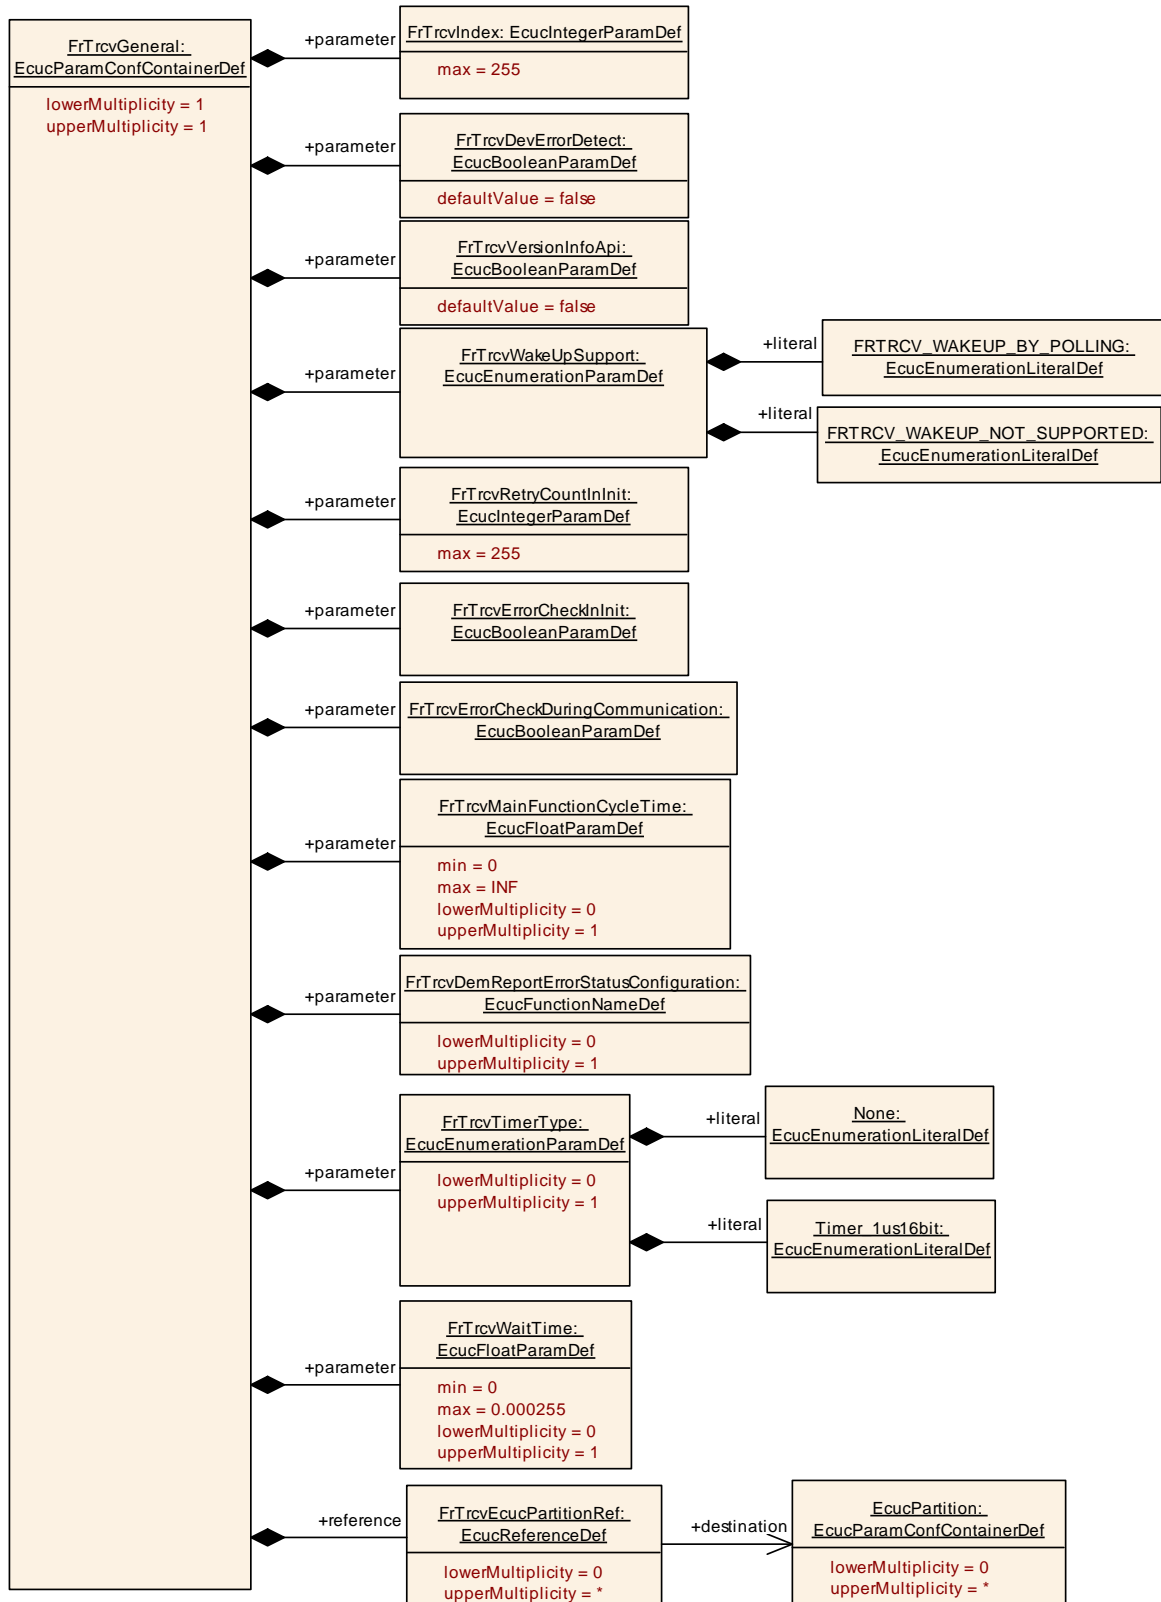 FrTrcvGeneral:
EcucParamConfContainerDef
lowerMultiplicity = 1
upperMultiplicity = 1
+parameter
FrTrcvIndex: EcucIntegerParamDef
max = 255
+parameter
FrTrcvDevErrorDetect:
EcucBooleanParamDef
defaultValue = false
+parameter
FrTrcvVersionInfoApi:
EcucBooleanParamDef
defaultValue = false
+parameter
FrTrcvWakeUpSupport:
EcucEnumerationParamDef
+literal
FRTRCV_WAKEUP_BY_POLLING:
EcucEnumerationLiteralDef
+literal
FRTRCV_WAKEUP_NOT_SUPPORTED:
EcucEnumerationLiteralDef
+parameter
FrTrcvRetryCountInInit:
EcucIntegerParamDef
max = 255
+parameter
FrTrcvErrorCheckInInit:
EcucBooleanParamDef
+parameter
FrTrcvErrorCheckDuringCommunication:
EcucBooleanParamDef
+parameter
FrTrcvMainFunctionCycleTime:
EcucFloatParamDef
min = 0
max = INF
lowerMultiplicity = 0
upperMultiplicity = 1
+parameter
FrTrcvDemReportErrorStatusConfiguration:
EcucFunctionNameDef
lowerMultiplicity = 0
upperMultiplicity = 1
+parameter
FrTrcvTimerType:
EcucEnumerationParamDef
lowerMultiplicity = 0
upperMultiplicity = 1
+literal
None:
EcucEnumerationLiteralDef
+literal
Timer_1us16bit:
EcucEnumerationLiteralDef
+parameter
FrTrcvWaitTime:
EcucFloatParamDef
min = 0
max = 0.000255
lowerMultiplicity = 0
upperMultiplicity = 1
+reference
FrTrcvEcucPartitionRef:
EcucReferenceDef
lowerMultiplicity = 0
upperMultiplicity = *
+destination
EcucPartition:
EcucParamConfContainerDef
lowerMultiplicity = 0
upperMultiplicity = *